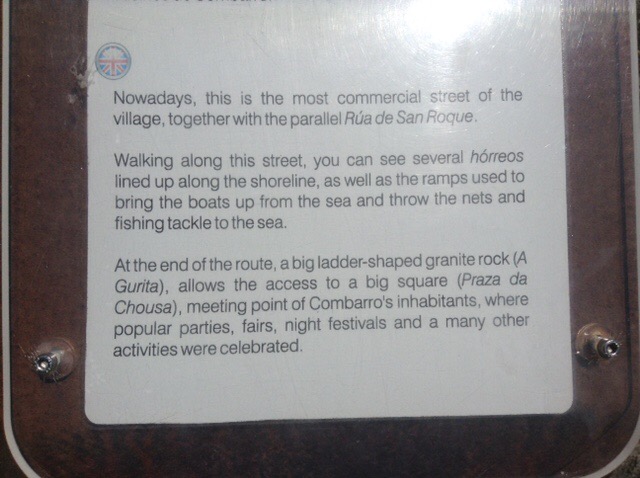 Nowadays, this is the most commercial street of the
village, together with the parallel Rúa de San Roque.
Walking along this street, you can see several hórreos
lined up along the shoreline, as well as the ramps used to
bring the boats up from the sea and throw the nets and
fishing tackle to the sea.
At the end of the route, a big ladder-shaped granite rock (A
Gurita), allows the access to a big square (Praza da
Chousa), meeting point of Combarro's inhabitants, where
popular parties, fairs, night festivals and a many other
activities were celebrated.